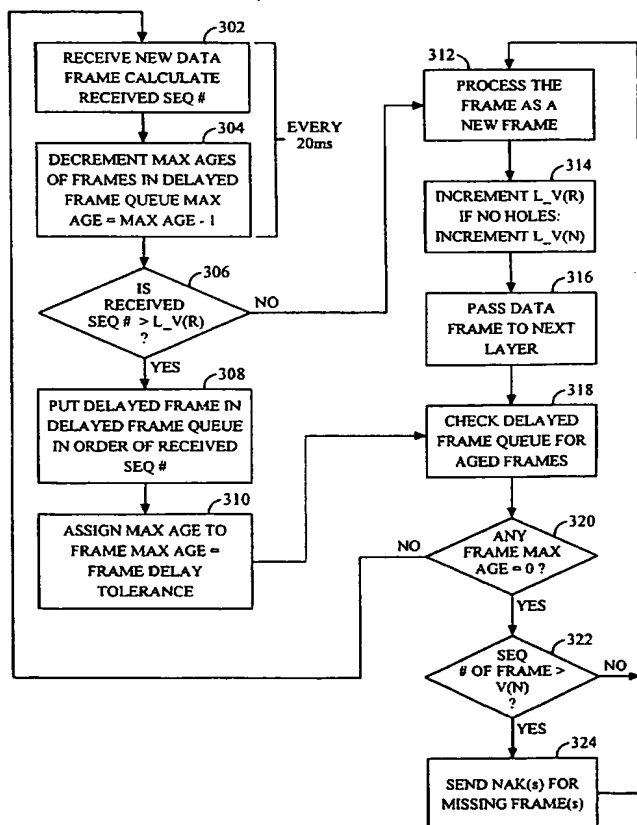 302
RECEIVE NEW DATA
FRAME CALCULATE
RECEIVED SEQ #
304
DECREMENT MAX AGES
OF FRAMES IN DELAYED
FRAME QUEUE MAX
AGE = MAX AGE - 1
EVERY
20ms
306
IS
RECEIVED
SEQ # > L_V(R)
?
NO
YES
308
PUT DELAYED FRAME IN
DELAYED FRAME QUEUE
IN ORDER OF RECEIVED
SEQ #
310
ASSIGN MAX AGE TO
FRAME MAX AGE =
FRAME DELAY
TOLERANCE
312
PROCESS THE
FRAME AS A
NEW FRAME
314
INCREMENT L_V(R)
IF NO HOLES:
INCREMENT L_V(N)
316
PASS DATA
FRAME TO NEXT
LAYER
318
CHECK DELAYED
FRAME QUEUE FOR
AGED FRAMES
320
ANY
FRAME MAX
AGE = 0 ?
NO
YES
322
SEQ
# OF FRAME >
V(N)
?
NO
YES
324
SEND NAK(s) FOR
MISSING FRAME(s)